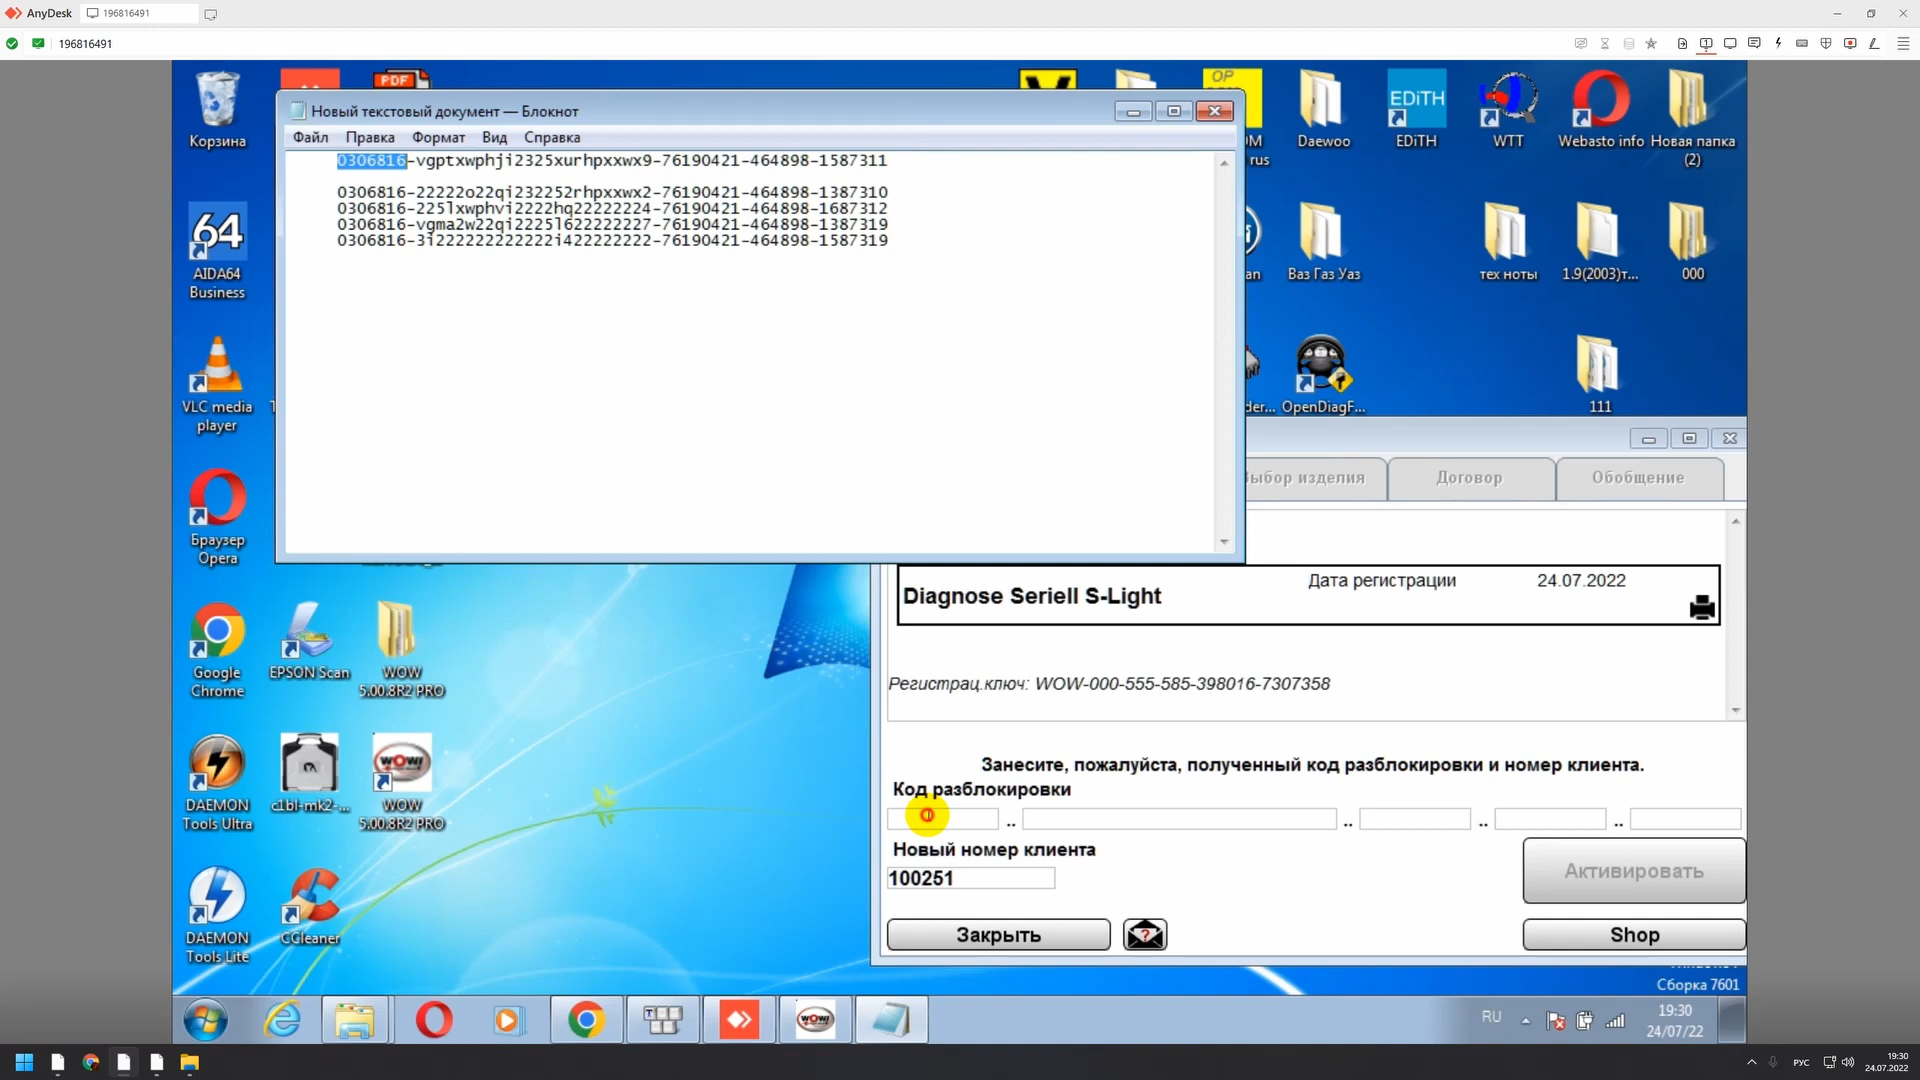 AnyDesk
196816491
196816491
Корзина
AIDA64
Business
VLC media
player
Браузер
Opera
Google
Chrome
EPSON Scan
WOW
5.00.8R2 PRO
DAEMON
Tools Ultra
c1bl-mk2-...
WOW
5.00.8R2 PRO
DAEMON
Tools Lite
CCleaner
PDF
Новый текстовый документ — Блокнот
Файл Правка Формат Вид Справка
0306816-vgptxwphji2325xurhpxxwx9-76190421-464898-1587311
0306816-22222o22qi232252rhpxxwx2-76190421-464898-1387310
0306816-225lxwphvi2222hq22222224-76190421-464898-1687312
0306816-vgma2w22qi2225l622222227-76190421-464898-1387319
0306816-3i222222222222i422222222-76190421-464898-1587319
OP
rus
Daewoo
EDiTH
EDiTH
WTT
Webasto info
Новая папка
(2)
Ваз Газ Уаз
тех ноты
1.9(2003)т...
000
der...
OpenDiagF...
111
Выбор изделия
Договор
Обобщение
Diagnose Seriell S-Light
Дата регистрации
24.07.2022
Регистрац.ключ: WOW-000-555-585-398016-7307358
Занесите, пожалуйста, полученный код разблокировки и номер клиента.
Код разблокировки
.. .. .. ..
Новый номер клиента
100251
Активировать
Закрыть
Shop
Сборка 7601
RU
19:30
24/07/22
РУС
19:30
24.07.2022